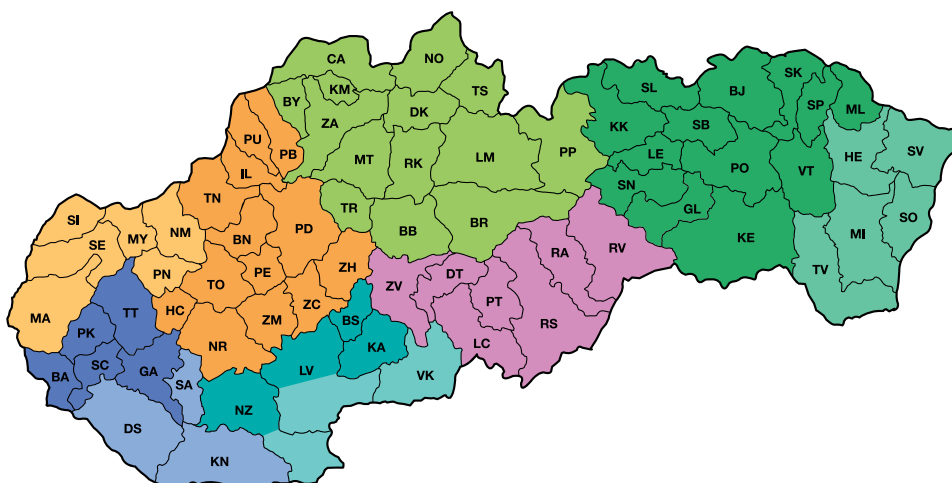 CA
NO
KM
TS
BY
DK
ZA
PU
PB
IL
MT
RK
LM
PP
SL
BJ
SK
SP
ML
KK
SB
LE
PO
VT
HE
SV
SN
GL
SO
KE
MI
TV
TN
TR
BB
BR
PD
SI
SE
MY
NM
BN
PN
TO
PE
ZH
HC
ZM
ZC
MA
TT
PK
NR
BA
SC
GA
SA
DS
KN
NZ
LV
BS
KA
VK
ZV
DT
PT
LC
RA
RV
RS